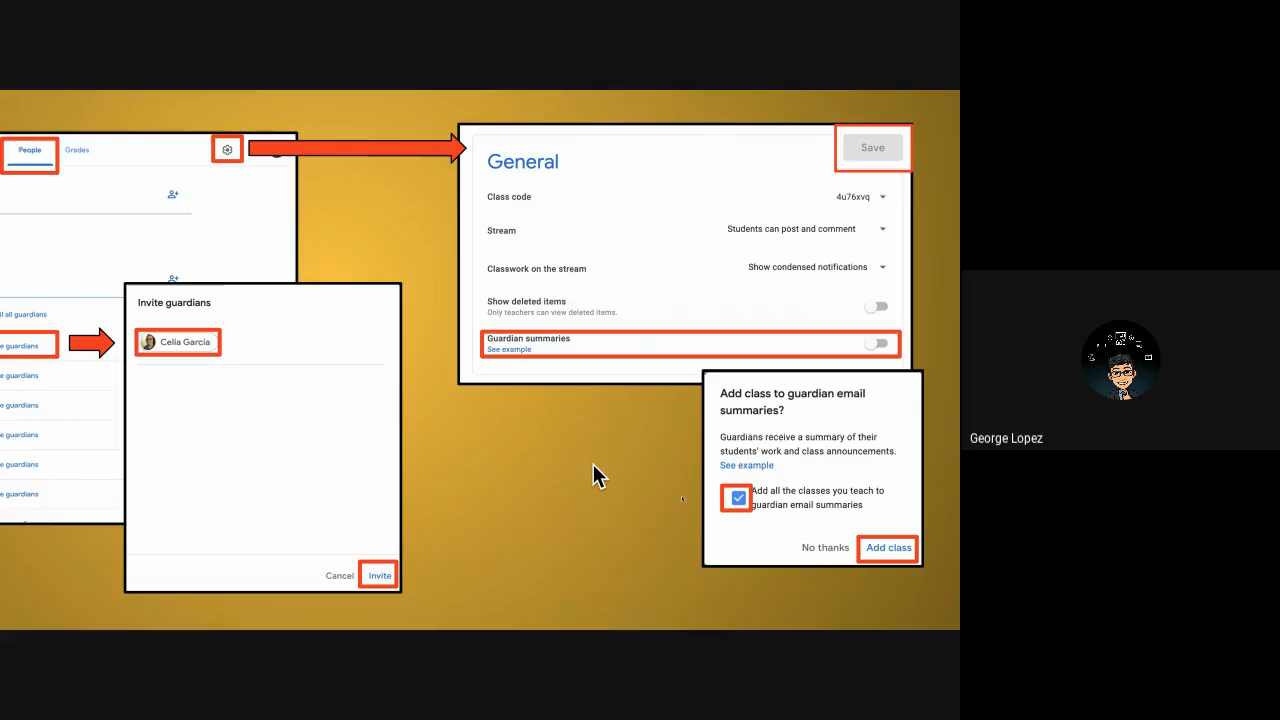 People
Grades
il all guardians
e guardians
e guardians
e guardians
e guardians
e guardians
e guardians
Invite guardians
Celia Garcia
Cancel
Invite
General
Save
Class code
4u76xvq
Stream
Students can post and comment
Classwork on the stream
Show condensed notifications
Show deleted items
Only teachers can view deleted items.
Guardian summaries
See example
Add class to guardian email
summaries?
Guardians receive a summary of their
students' work and class announcements.
See example
Add all the classes you teach to
guardian email summaries
No thanks
Add class
George Lopez